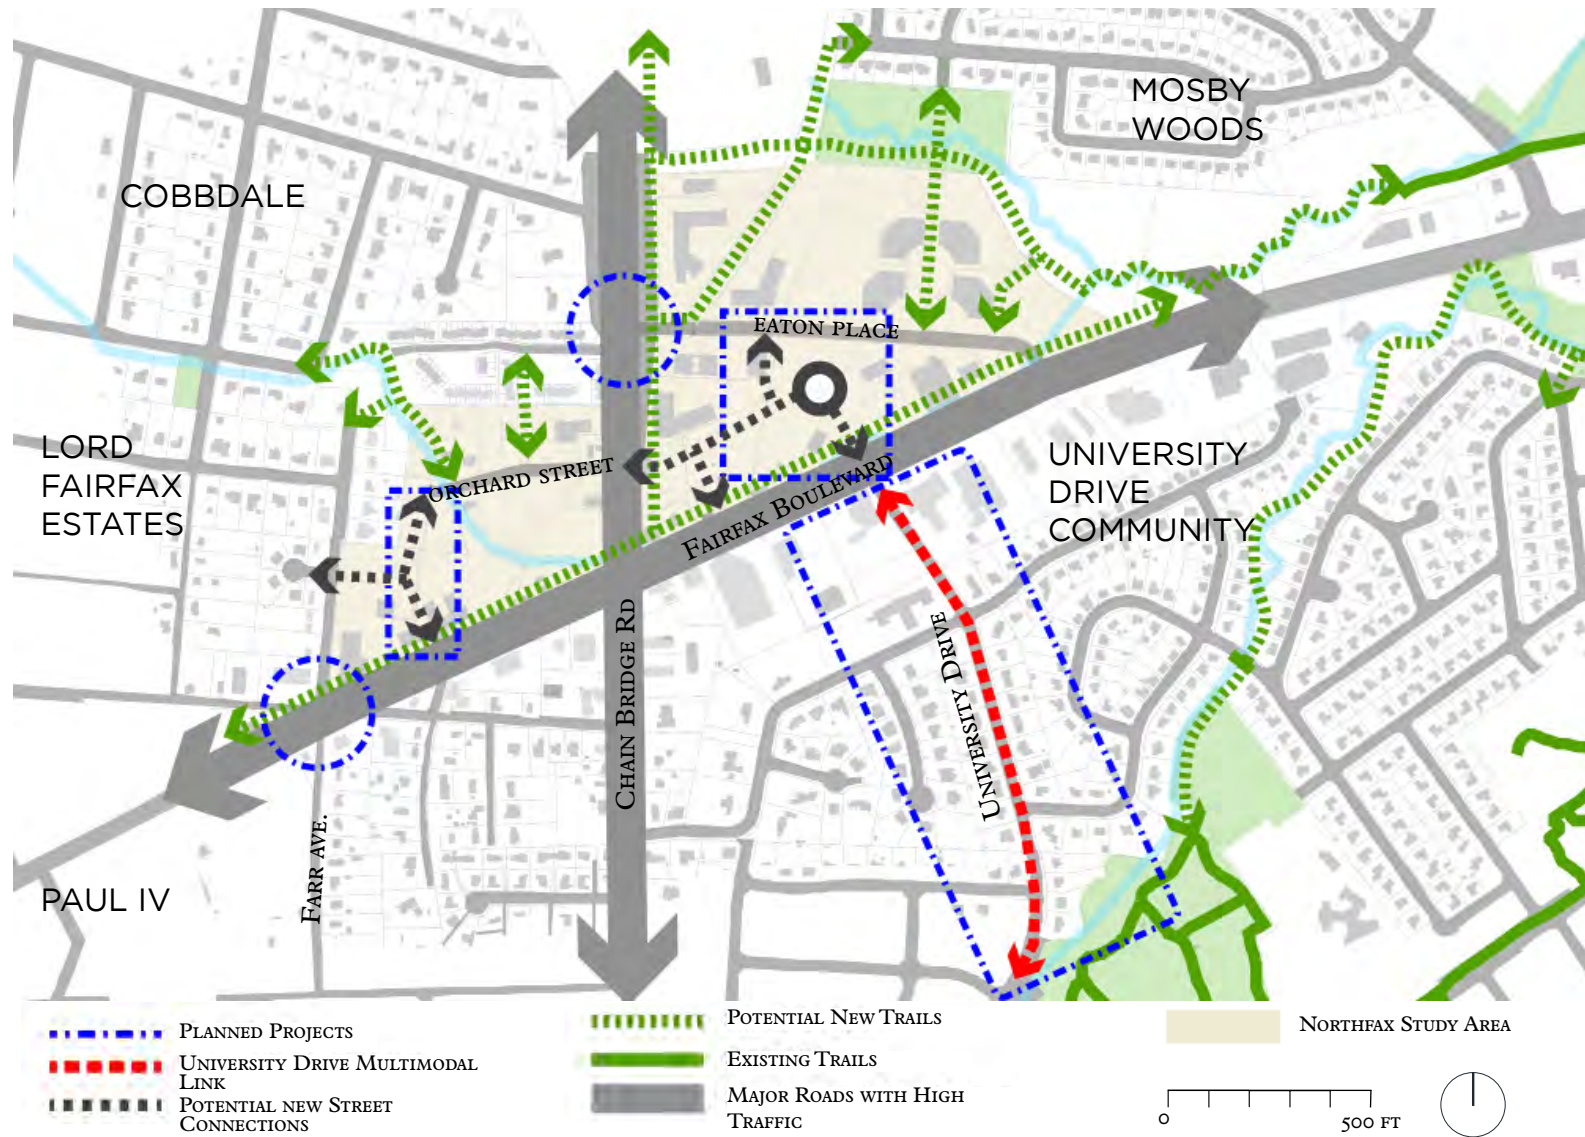 MOSBY
WOODS
COBBDALE
EATON PLACE
LORD
FAIRFAX
ESTATES
ORCHARD STREET
UNIVERSITY
DRIVE
COMMUNITY
FAIRFAX BOULEVARD
CHAIN BRIDGE RD
UNIVERSITY DRIVE
FARR AVE.
PAUL IV
PLANNED PROJECTS
UNIVERSITY DRIVE MULTIMODAL
LINK
POTENTIAL NEW STREET
CONNECTIONS
POTENTIAL NEW TRAILS
EXISTING TRAILS
MAJOR ROADS WITH HIGH
TRAFFIC
NORTHFAX STUDY AREA
0 500 FT